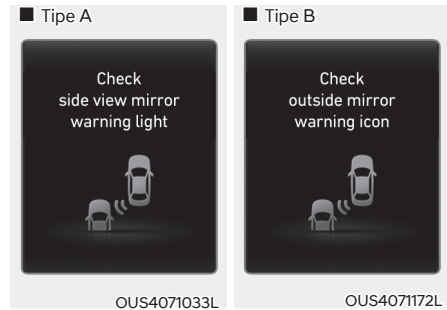 ■ Tipe A
Check
side view mirror
warning light
OUS4071033L
■ Tipe B
Check
outside mirror
warning icon
OUS4071172L